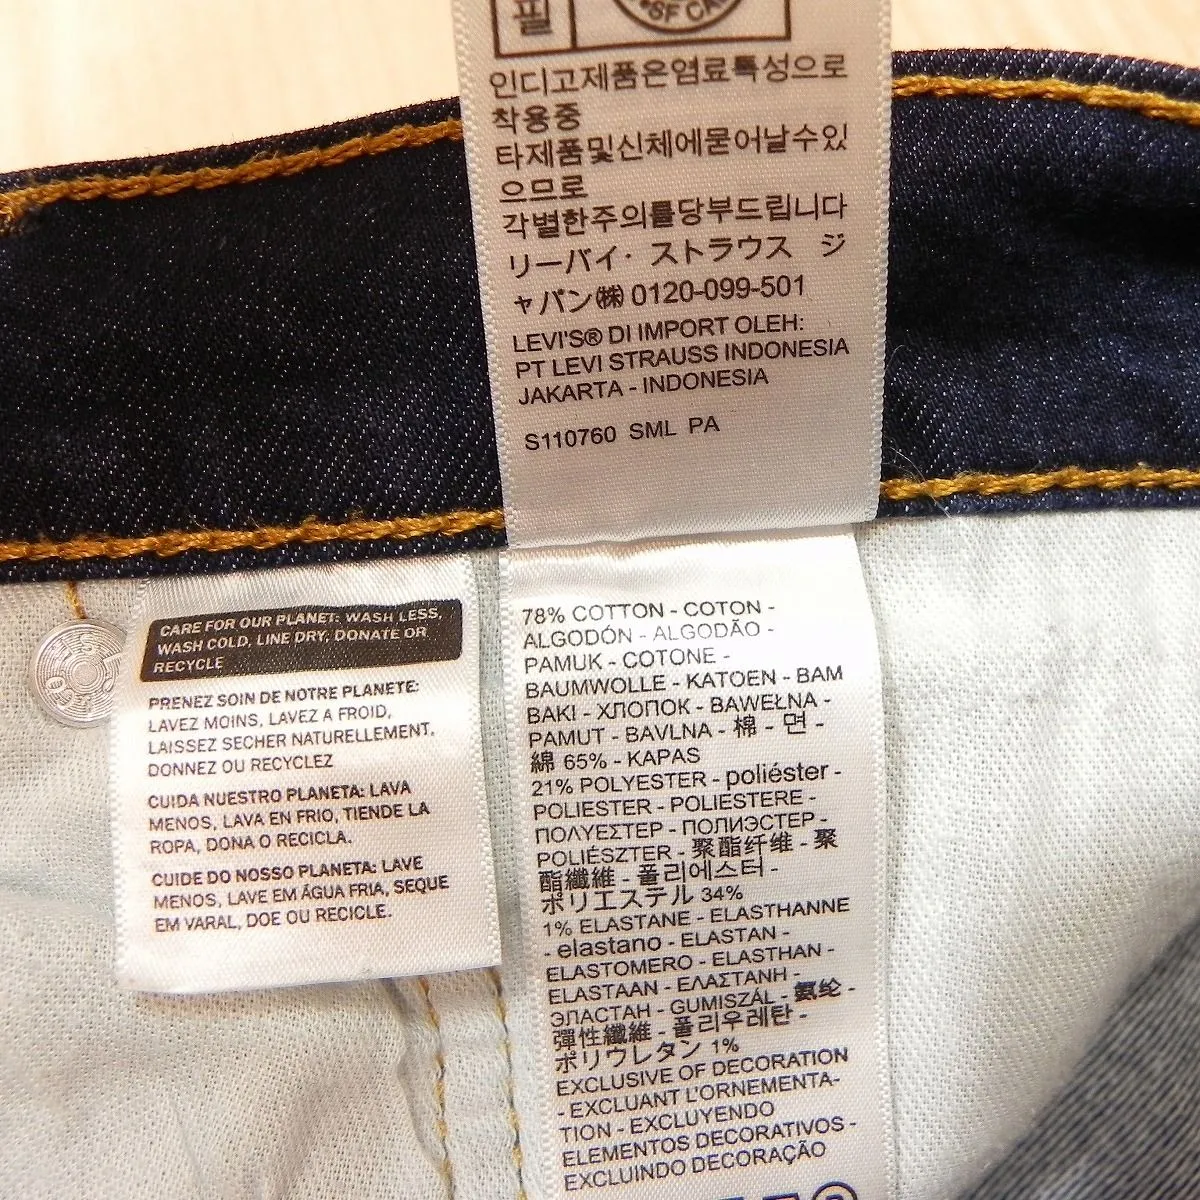 필
SF CA
인디고제품은염료특성으로
착용중
타제품및신체에묻어날수있
으므로
각별한주의를당부드립니다
リーバイ・ストラウス ジ
ャパン㈱ 0120-099-501
LEVI'S® DI IMPORT OLEH:
PT LEVI STRAUSS INDONESIA
JAKARTA - INDONESIA
S110760 SML PA
CARE FOR OUR PLANET: WASH LESS,
WASH COLD, LINE DRY, DONATE OR
RECYCLE
PRENEZ SOIN DE NOTRE PLANETE:
LAVEZ MOINS, LAVEZ A FROID,
LAISSEZ SECHER NATURELLEMENT,
DONNEZ OU RECYCLEZ
CUIDA NUESTRO PLANETA: LAVA
MENOS, LAVA EN FRIO, TIENDE LA
ROPA, DONA O RECICLA.
CUIDE DO NOSSO PLANETA: LAVE
MENOS, LAVE EM ÁGUA FRIA, SEQUE
EM VARAL, DOE OU RECICLE.
78% COTTON - COTON -
ALGODÓN - ALGODÃO -
PAMUK - COTONE -
BAUMWOLLE - KATOEN - BAM
BAKI - ХЛОПОК - BAWEŁNA -
PAMUT - BAVLNA - 棉 - 면 -
綿 65% - KAPAS
21% POLYESTER - poliéster -
POLIESTER - POLIESTERE -
ΠΟΛΥΕΣΤΕΡ - ПОЛИЭСТЕР -
POLIÉSZTER - 聚酯纤维 - 聚
酯纖維 - 폴리에스터 -
ポリエステル 34%
1% ELASTANE - ELASTHANNE
- elastano - ELASTAN -
ELASTOMERO - ELASTHAN -
ELASTAAN - ΕΛΑΣΤΑΝΗ -
ЭЛАСТАН - GUMISZÁL - 氨纶 -
彈性纖維 - 폴리우레탄 -
ポリウレタン 1%
EXCLUSIVE OF DECORATION
- EXCLUANT L'ORNEMENTA-
TION - EXCLUYENDO
ELEMENTOS DECORATIVOS -
EXCLUINDO DECORAÇÃO